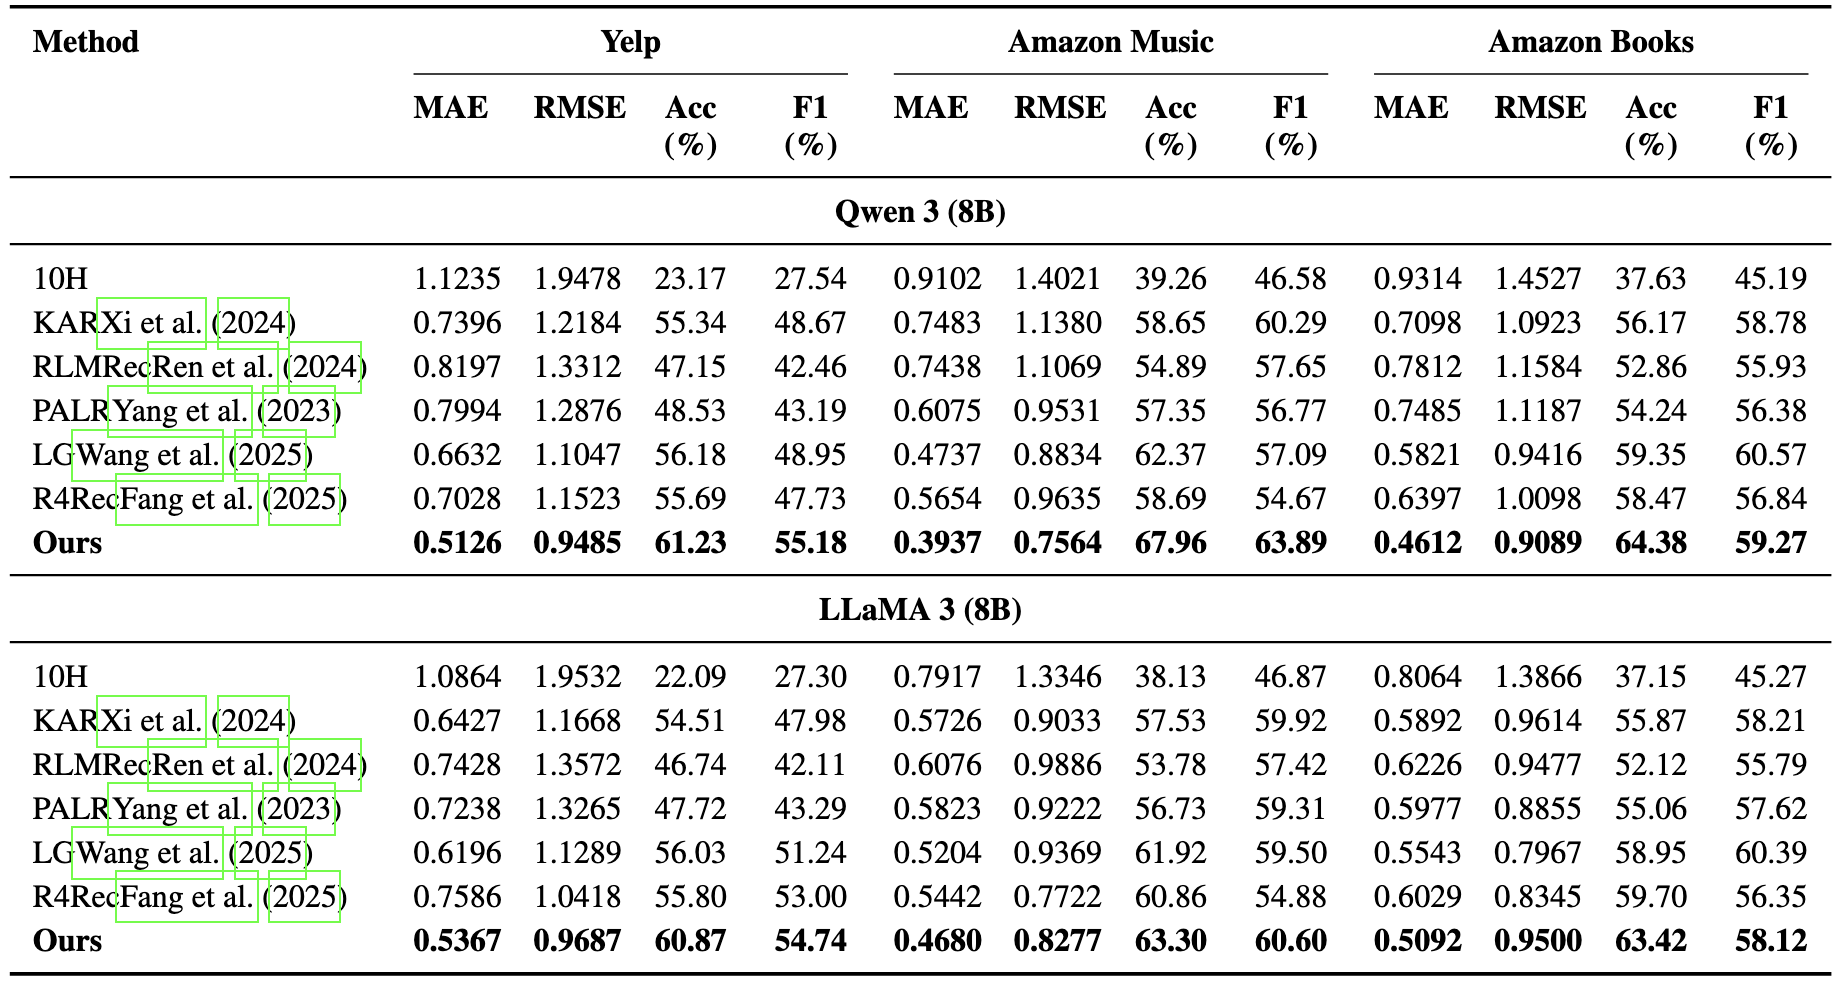 Method Yelp Amazon Music Amazon Books
MAE RMSE Acc (%) F1 (%) MAE RMSE Acc (%) F1 (%) MAE RMSE Acc (%) F1 (%)
Qwen 3 (8B)
10H 1.1235 1.9478 23.17 27.54 0.9102 1.4021 39.26 46.58 0.9314 1.4527 37.63 45.19
KARXi et al. (2024) 0.7396 1.2184 55.34 48.67 0.7483 1.1380 58.65 60.29 0.7098 1.0923 56.17 58.78
RLMRecRen et al. (2024) 0.8197 1.3312 47.15 42.46 0.7438 1.1069 54.89 57.65 0.7812 1.1584 52.86 55.93
PALRYang et al. (2023) 0.7994 1.2876 48.53 43.19 0.6075 0.9531 57.35 56.77 0.7485 1.1187 54.24 56.38
LGWang et al. (2025) 0.6632 1.1047 56.18 48.95 0.4737 0.8834 62.37 57.09 0.5821 0.9416 59.35 60.57
R4RecFang et al. (2025) 0.7028 1.1523 55.69 47.73 0.5654 0.9635 58.69 54.67 0.6397 1.0098 58.47 56.84
Ours 0.5126 0.9485 61.23 55.18 0.3937 0.7564 67.96 63.89 0.4612 0.9089 64.38 59.27
LLaMA 3 (8B)
10H 1.0864 1.9532 22.09 27.30 0.7917 1.3346 38.13 46.87 0.8064 1.3866 37.15 45.27
KARXi et al. (2024) 0.6427 1.1668 54.51 47.98 0.5726 0.9033 57.53 59.92 0.5892 0.9614 55.87 58.21
RLMRecRen et al. (2024) 0.7428 1.3572 46.74 42.11 0.6076 0.9886 53.78 57.42 0.6226 0.9477 52.12 55.79
PALRYang et al. (2023) 0.7238 1.3265 47.72 43.29 0.5823 0.9222 56.73 59.31 0.5977 0.8855 55.06 57.62
LGWang et al. (2025) 0.6196 1.1289 56.03 51.24 0.5204 0.9369 61.92 59.50 0.5543 0.7967 58.95 60.39
R4RecFang et al. (2025) 0.7586 1.0418 55.80 53.00 0.5442 0.7722 60.86 54.88 0.6029 0.8345 59.70 56.35
Ours 0.5367 0.9687 60.87 54.74 0.4680 0.8277 63.30 60.60 0.5092 0.9500 63.42 58.12